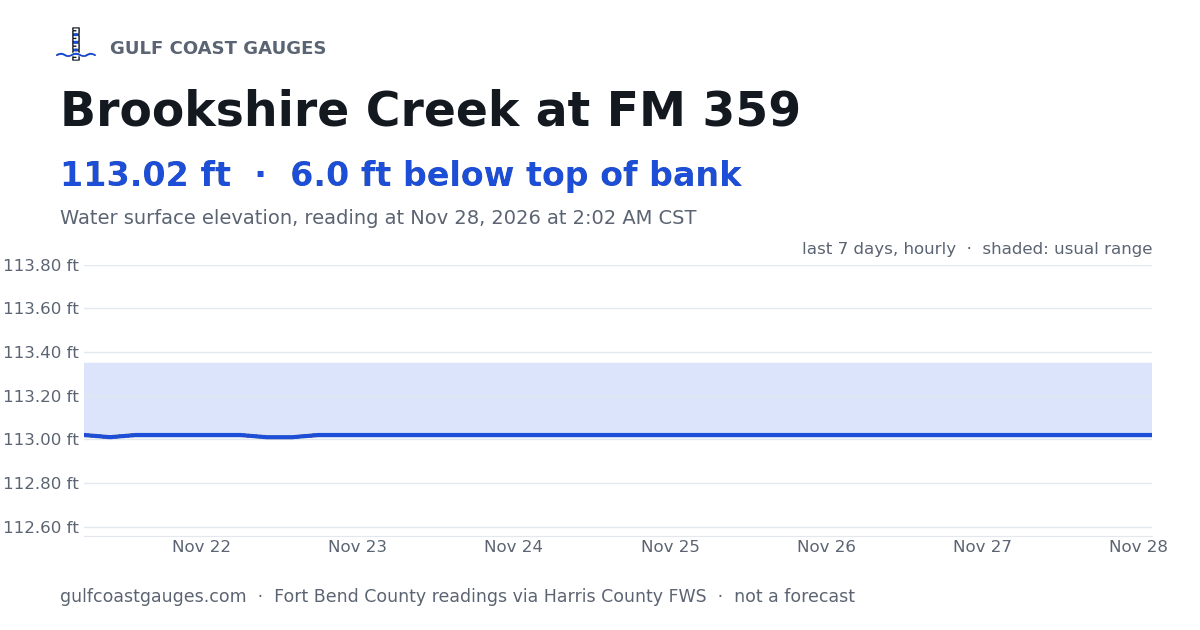 GULF COAST GAUGES
Brookshire Creek at FM 359
113.02 ft · 6.0 ft below top of bank
Water surface elevation, reading at Nov 28, 2026 at 2:02 AM CST
last 7 days, hourly · shaded: usual range
113.80 ft
113.60 ft
113.40 ft
113.20 ft
113.00 ft
112.80 ft
112.60 ft
Nov 22 Nov 23 Nov 24 Nov 25 Nov 26 Nov 27 Nov 28
gulfcoastgauges.com · Fort Bend County readings via Harris County FWS · not a forecast